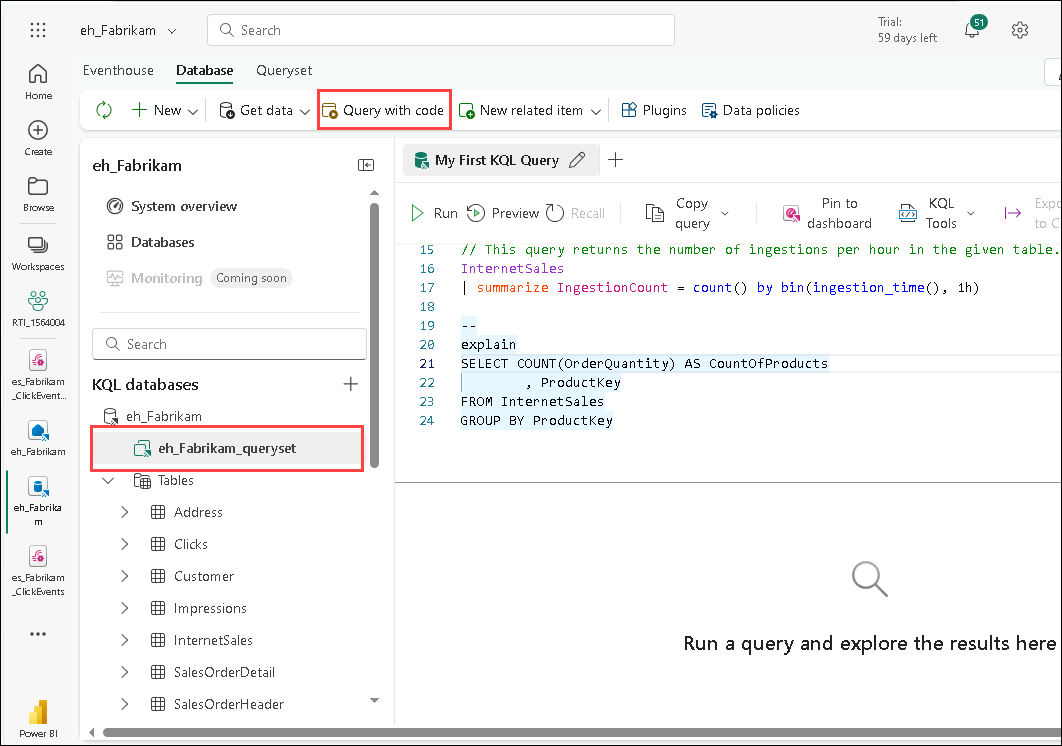 eh_Fabrikam
Search
Trial:
59 days left
51
Home
Create
Browse
Workspaces
RTI_1564004
es_Fabrikam
_ClickEvent...
eh_Fabrikam
eh_Fabrika
m
es_Fabrikam
_ClickEvents
Power BI
Eventhouse Database Queryset
New Get data Query with code New related item Plugins Data policies
eh_Fabrikam
System overview
Databases
Monitoring Coming soon
Search
KQL databases
eh_Fabrikam
eh_Fabrikam_queryset
Tables
Address
Clicks
Customer
Impressions
InternetSales
SalesOrderDetail
SalesOrderHeader
My First KQL Query
Run Preview Recall
Copy
query
Pin to
dashboard
KQL
Tools
Expo
to C
15 // This query returns the number of ingestions per hour in the given table.
16 InternetSales
17 | summarize IngestionCount = count() by bin(ingestion_time(), 1h)
18
19 --
20 explain
21 SELECT COUNT(OrderQuantity) AS CountOfProducts
22 , ProductKey
23 FROM InternetSales
24 GROUP BY ProductKey
Run a query and explore the results here